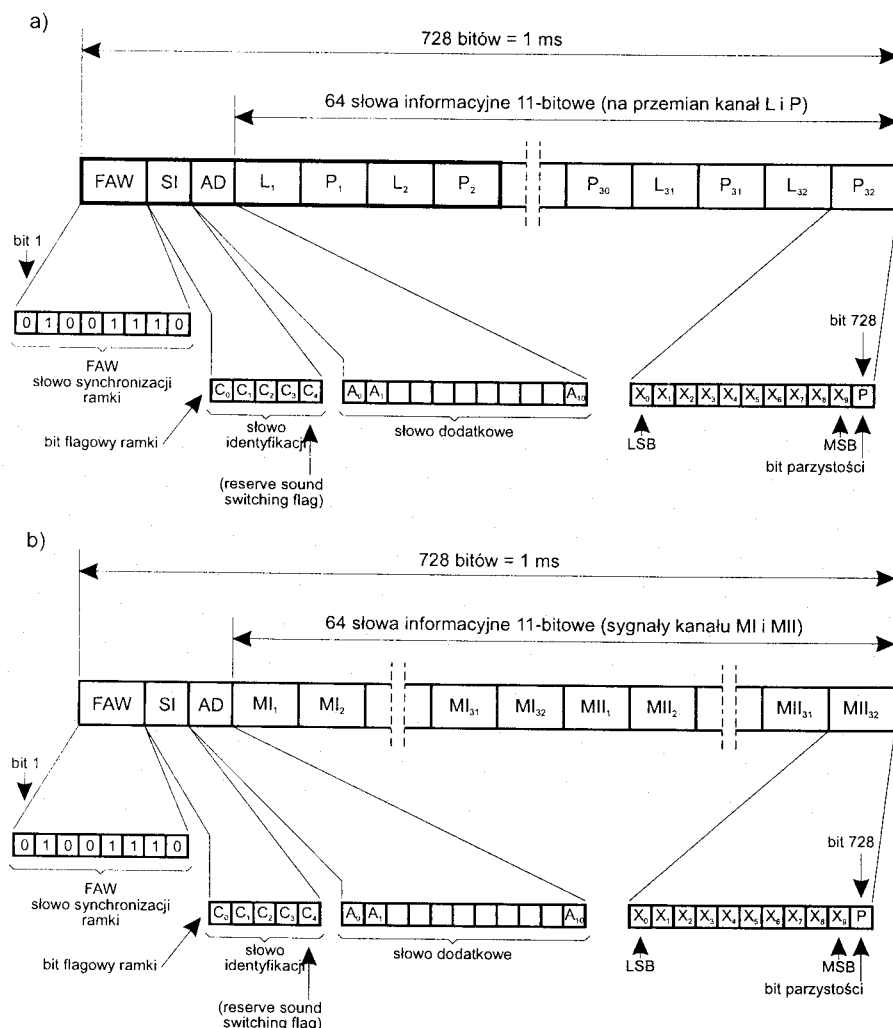 a)
728 bitów = 1 ms
64 słowa informacyjne 11-bitowe (na przemian kanał L i P)
FAW SI AD L₁ P₁ L₂ P₂ P₃₀ L₃₁ P₃₁ L₃₂ P₃₂
bit 1
bit 728
0 1 0 0 1 1 1 0
FAW
słowo synchronizacji
ramki
C₀ C₁ C₂ C₃ C₄
A₀ A₁ A₁₀
X₀ X₁ X₂ X₃ X₄ X₅ X₆ X₇ X₈ X₉ P
bit flagowy ramki
słowo
identyfikacji
słowo dodatkowe
LSB
MSB
bit parzystości
(reserve sound
switching flag)
b)
728 bitów = 1 ms
64 słowa informacyjne 11-bitowe (sygnały kanału MI i MII)
FAW SI AD MI₁ MI₂ MI₃₁ MI₃₂ MII₁ MII₂ MII₃₁ MII₃₂
bit 1
bit 728
0 1 0 0 1 1 1 0
FAW
słowo synchronizacji
ramki
C₀ C₁ C₂ C₃ C₄
A₀ A₁ A₁₀
X₀ X₁ X₂ X₃ X₄ X₅ X₆ X₇ X₈ X₉ P
bit flagowy ramki
słowo
identyfikacji
słowo dodatkowe
LSB
MSB
bit parzystości
(reserve sound
switching flag)